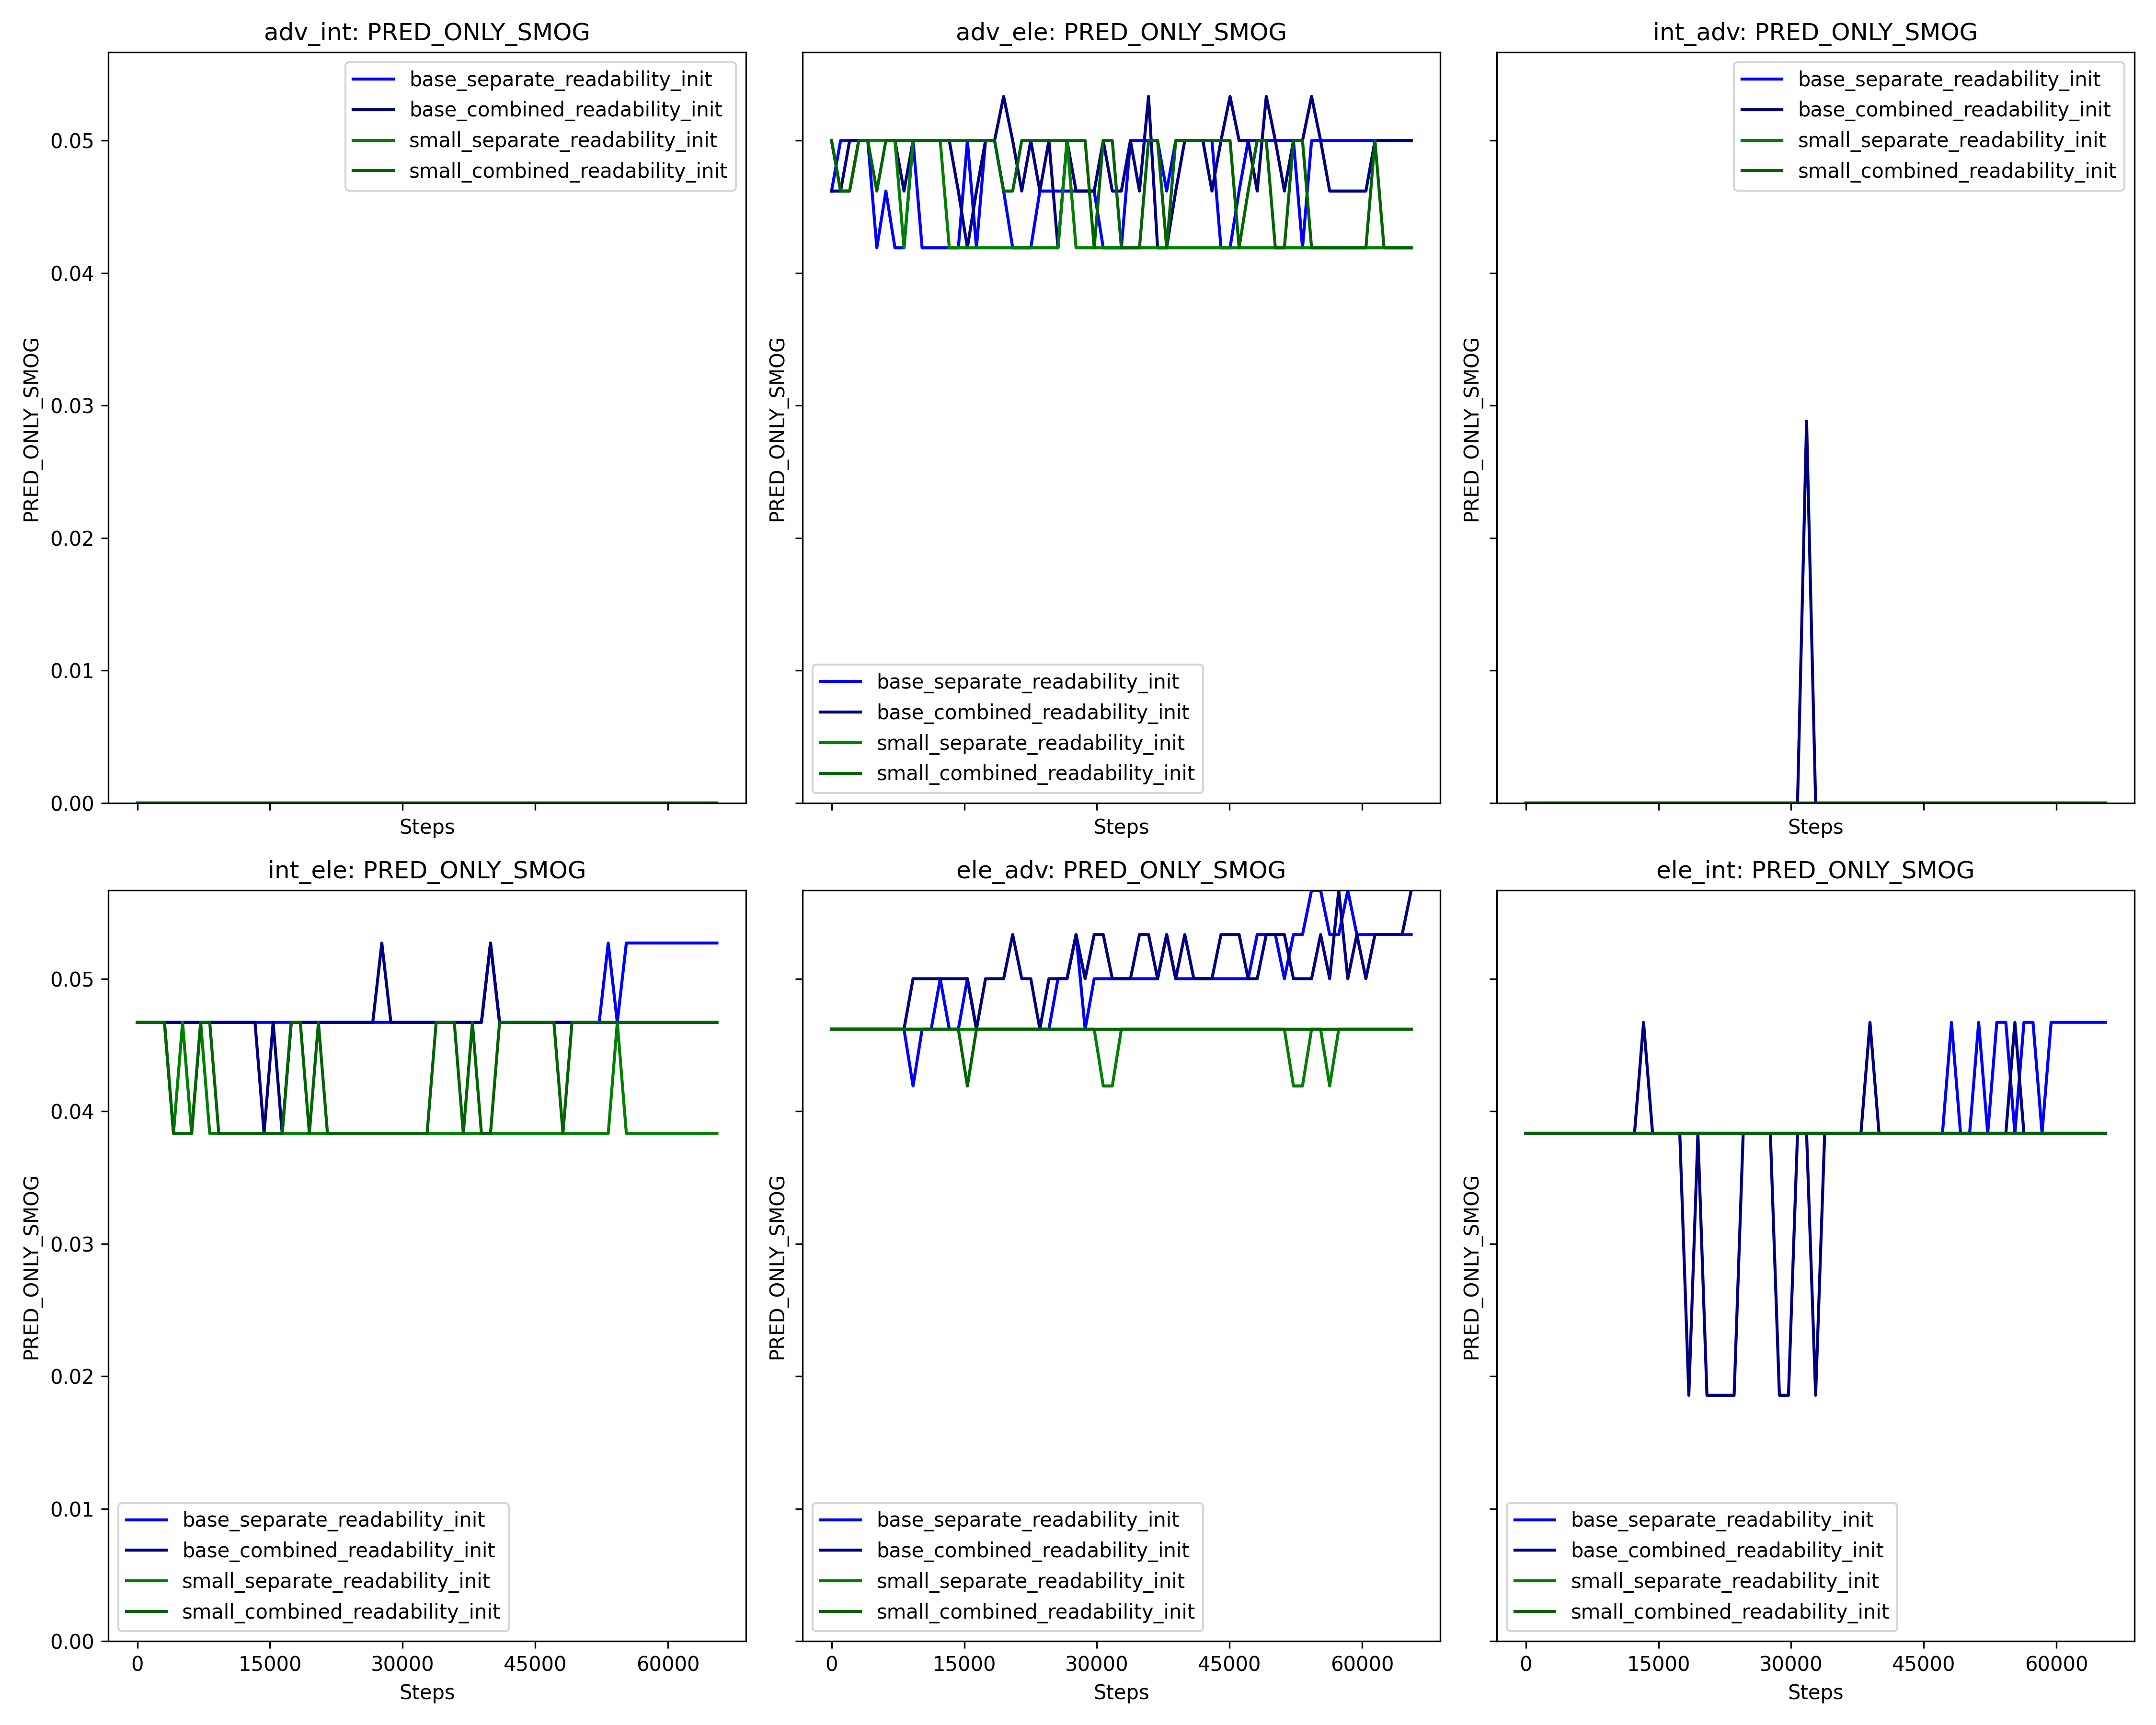 adv_int: PRED_ONLY_SMOG
adv_ele: PRED_ONLY_SMOG
int_adv: PRED_ONLY_SMOG
PRED_ONLY_SMOG
0.05
0.04
0.03
0.02
0.01
0.00
base_separate_readability_init
base_combined_readability_init
small_separate_readability_init
small_combined_readability_init
Steps
PRED_ONLY_SMOG
base_separate_readability_init
base_combined_readability_init
small_separate_readability_init
small_combined_readability_init
Steps
PRED_ONLY_SMOG
base_separate_readability_init
base_combined_readability_init
small_separate_readability_init
small_combined_readability_init
Steps
int_ele: PRED_ONLY_SMOG
ele_adv: PRED_ONLY_SMOG
ele_int: PRED_ONLY_SMOG
PRED_ONLY_SMOG
0.05
0.04
0.03
0.02
0.01
0.00
base_separate_readability_init
base_combined_readability_init
small_separate_readability_init
small_combined_readability_init
0 15000 30000 45000 60000
Steps
PRED_ONLY_SMOG
base_separate_readability_init
base_combined_readability_init
small_separate_readability_init
small_combined_readability_init
0 15000 30000 45000 60000
Steps
PRED_ONLY_SMOG
base_separate_readability_init
base_combined_readability_init
small_separate_readability_init
small_combined_readability_init
0 15000 30000 45000 60000
Steps